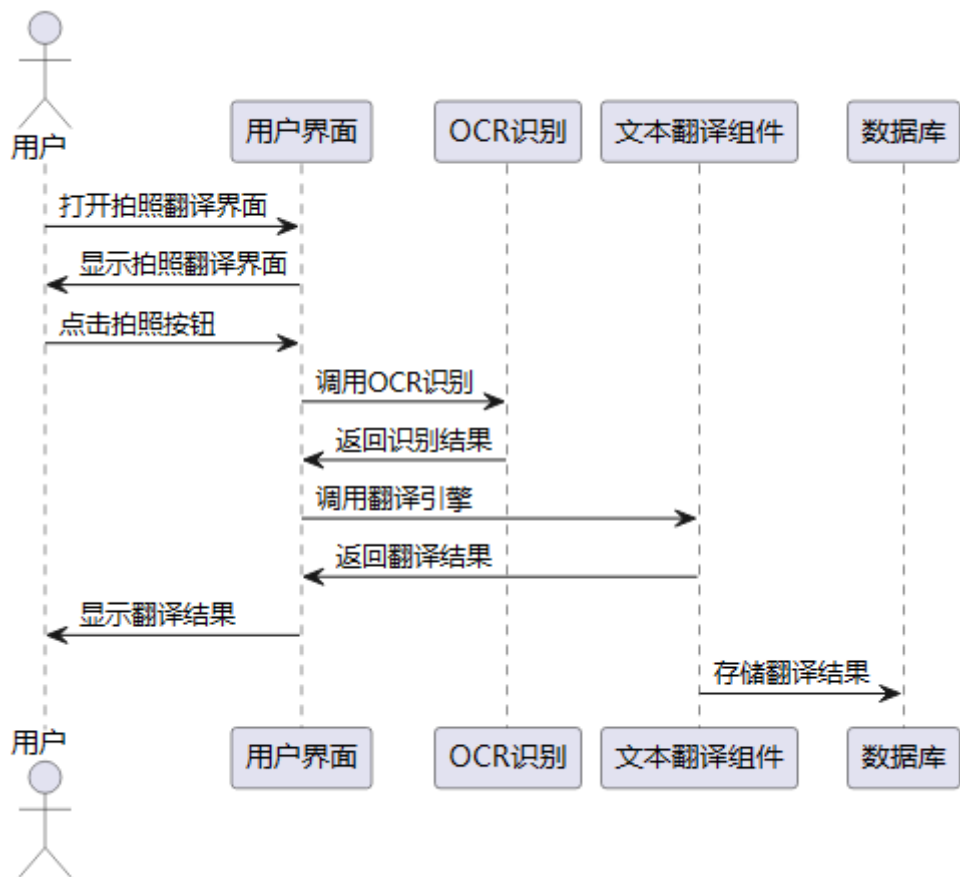 用户
用户界面
OCR识别
文本翻译组件
数据库
打开拍照翻译界面
显示拍照翻译界面
点击拍照按钮
调用OCR识别
返回识别结果
调用翻译引擎
返回翻译结果
显示翻译结果
存储翻译结果
用户
用户界面
OCR识别
文本翻译组件
数据库